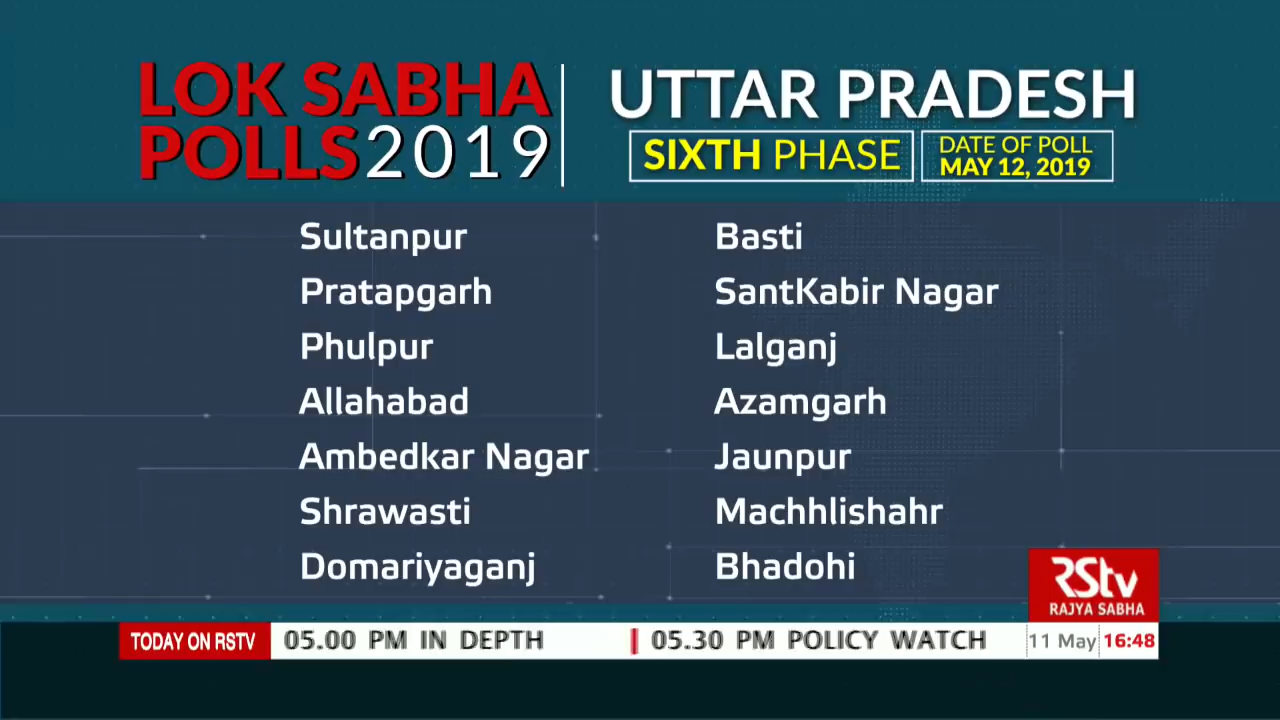 LOK SABHA
POLLS 2019
UTTAR PRADESH
SIXTH PHASE
DATE OF POLL
MAY 12, 2019
Sultanpur
Pratapgarh
Phulpur
Allahabad
Ambedkar Nagar
Shrawasti
Domariyaganj
Basti
SantKabir Nagar
Lalganj
Azamgarh
Jaunpur
Machhlishahr
Bhadohi
RStv
RAJYA SABHA
TODAY ON RSTV
05.00 PM IN DEPTH
05.30 PM POLICY WATCH
11 May 16:48